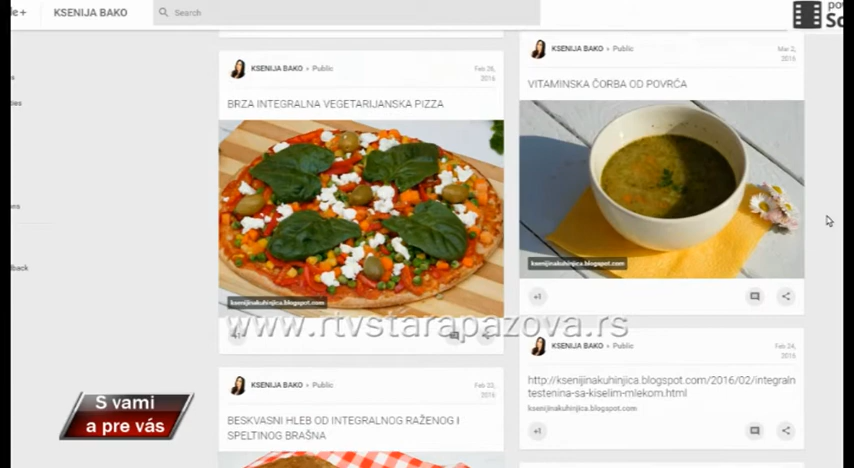 KSENIJA BAKO
Search
KSENIJA BAKO ▸ Public
Feb 26,
2016
BRZA INTEGRALNA VEGETARIJANSKA PIZZA
ksenijinakuhinjica.blogspot.com
KSENIJA BAKO ▸ Public
Feb 23,
2016
BESKVASNI HLEB OD INTEGRALNOG RAŽENOG I
SPELTINOG BRAŠNA
KSENIJA BAKO ▸ Public
Mar 2,
2016
VITAMINSKA ČORBA OD POVRĆA
ksenijinakuhinjica.blogspot.com
+1
KSENIJA BAKO ▸ Public
Feb 24,
2016
http://ksenijinakuhinjica.blogspot.com/2016/02/integraln
testenina-sa-kiselim-mlekom.html
ksenijinakuhinjica.blogspot.com
+1
www.rtvstarapazova.rs
S vami
a pre vás